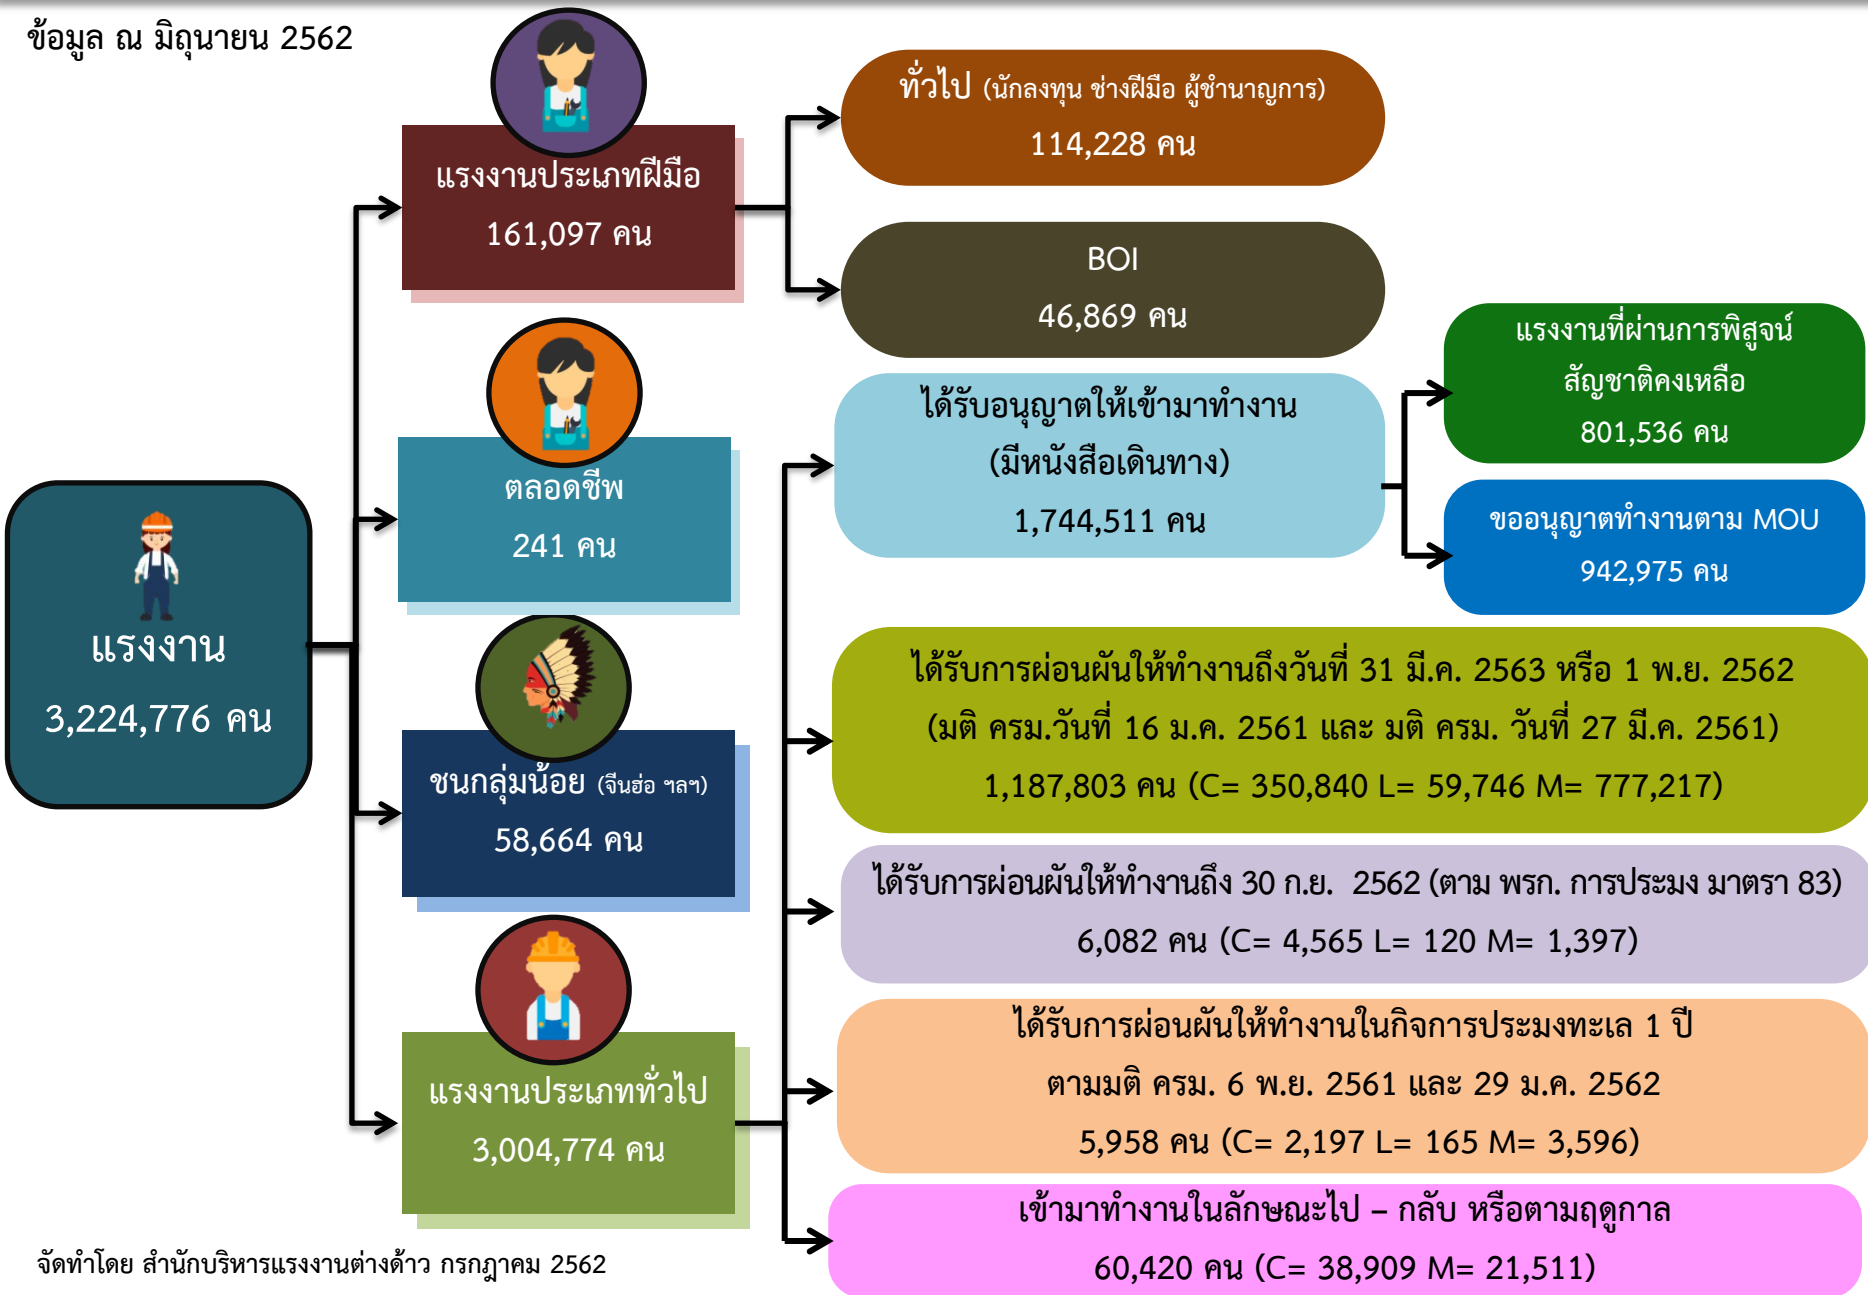 ข้อมูล ณ มิถุนายน 2562
แรงงาน
3,224,776 คน
แรงงานประเภทฝีมือ
161,097 คน
ทั่วไป (นักลงทุน ช่างฝีมือ ผู้ชำนาญการ)
114,228 คน
BOI
46,869 คน
ตลอดชีพ
241 คน
ชนกลุ่มน้อย (จีนฮ่อ ฯลฯ)
58,664 คน
แรงงานประเภททั่วไป
3,004,774 คน
ได้รับอนุญาตให้เข้ามาทำงาน
(มีหนังสือเดินทาง)
1,744,511 คน
แรงงานที่ผ่านการพิสูจน์
สัญชาติคงเหลือ
801,536 คน
ขออนุญาตทำงานตาม MOU
942,975 คน
ได้รับการผ่อนผันให้ทำงานถึงวันที่ 31 มี.ค. 2563 หรือ 1 พ.ย. 2562
(มติ ครม.วันที่ 16 ม.ค. 2561 และ มติ ครม. วันที่ 27 มี.ค. 2561)
1,187,803 คน (C= 350,840 L= 59,746 M= 777,217)
ได้รับการผ่อนผันให้ทำงานถึง 30 ก.ย. 2562 (ตาม พรก. การประมง มาตรา 83)
6,082 คน (C= 4,565 L= 120 M= 1,397)
ได้รับการผ่อนผันให้ทำงานในกิจการประมงทะเล 1 ปี
ตามมติ ครม. 6 พ.ย. 2561 และ 29 ม.ค. 2562
5,958 คน (C= 2,197 L= 165 M= 3,596)
เข้ามาทำงานในลักษณะไป – กลับ หรือตามฤดูกาล
60,420 คน (C= 38,909 M= 21,511)
จัดทำโดย สำนักบริหารแรงงานต่างด้าว กรกฎาคม 2562